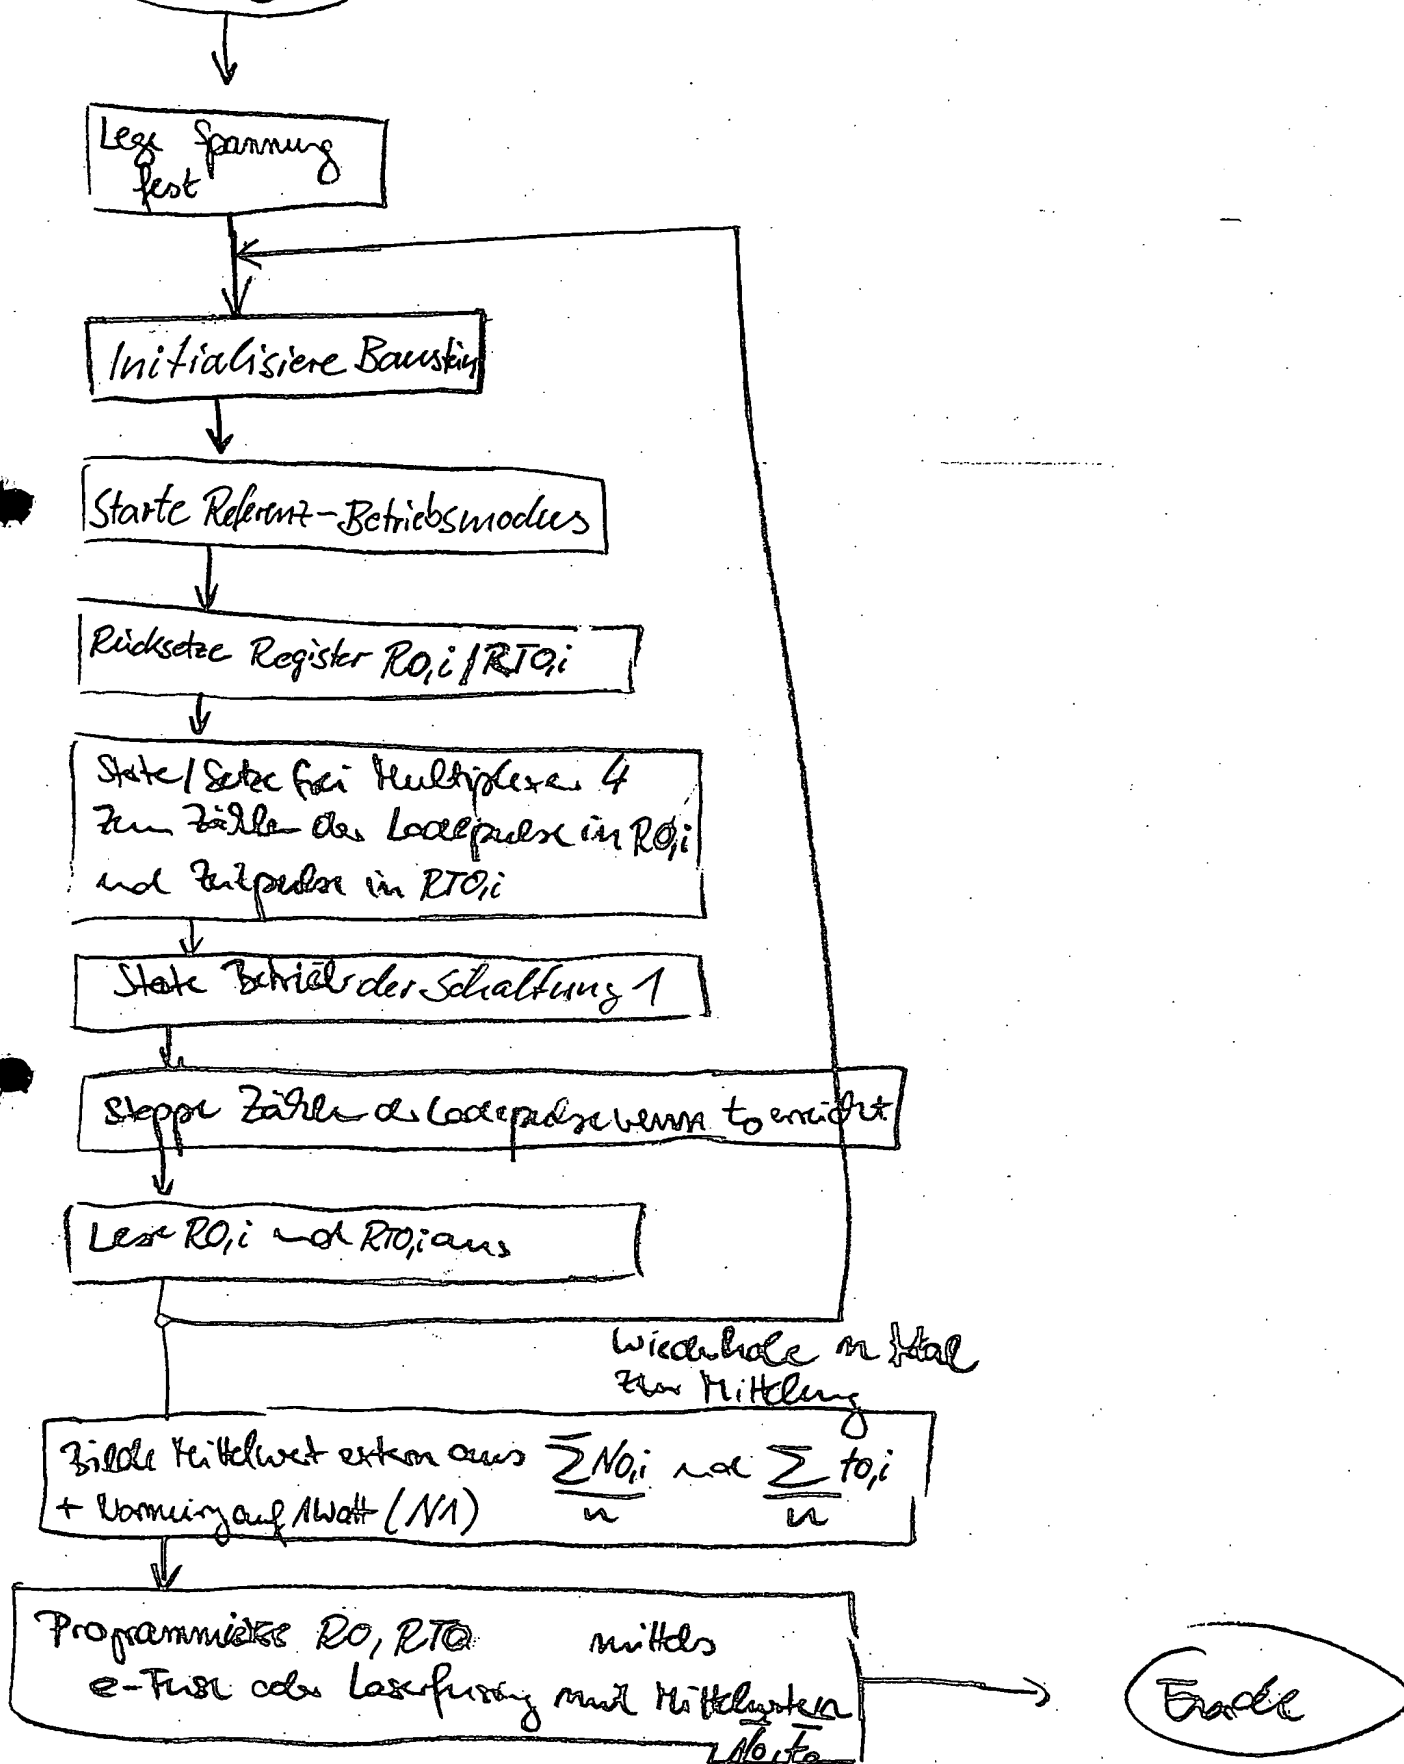 Lege Spannung
fest
Initialisiere Baustein
Starte Referenz-Betriebsmodus
Rücksetze Register R0,i / RT0,i
Starte / Setze frei Multiplexer 4
zum Zählen der Ladepulse in R0,i
und Zeitpulse in RT0,i
Starte Betrieb der Schaltung 1
Stoppe Zählen der Ladepulse wenn t0 erreicht
Lese R0,i und RT0,i aus
Wiederhole n Mal
zur Mittelung
Bilde Mittelwert extern aus ΣN0,i/n und Σt0,i/n
+ Normierung auf 1Watt (N1)
Programmiere R0, RT0 mittels
e-Fuse oder Laserfusing mit Mittelwerten
N̄0, t̄0
Ende